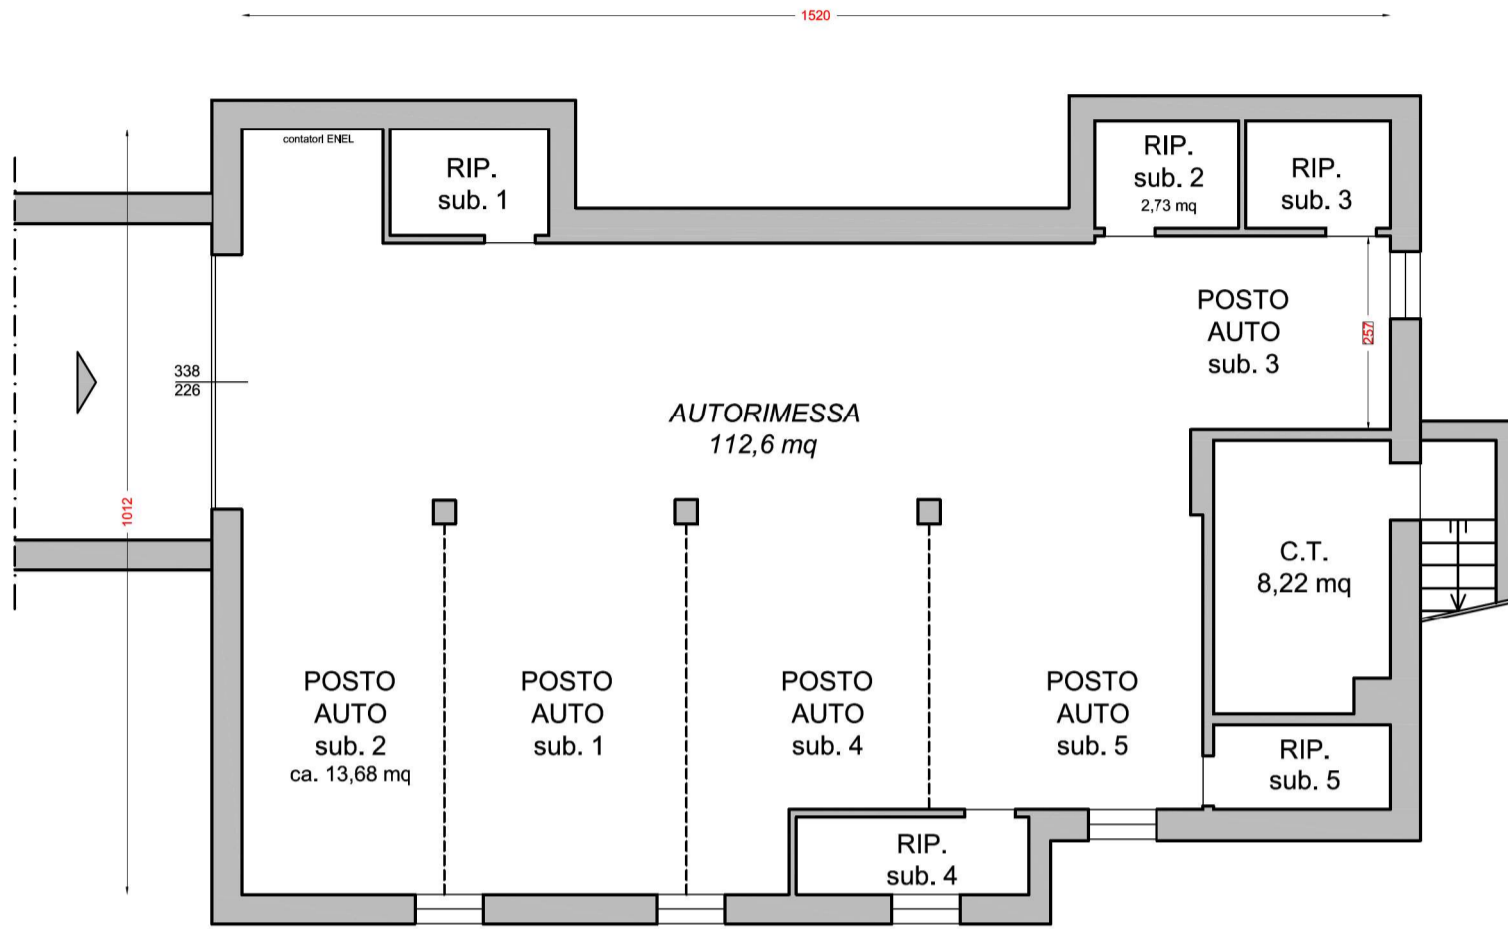 1520
contatori ENEL
RIP.
sub. 1
RIP.
sub. 2
2,73 mq
RIP.
sub. 3
POSTO
AUTO
sub. 3
257
338
226
AUTORIMESSA
112,6 mq
1012
C.T.
8,22 mq
POSTO
AUTO
sub. 2
ca. 13,68 mq
POSTO
AUTO
sub. 1
POSTO
AUTO
sub. 4
POSTO
AUTO
sub. 5
RIP.
sub. 5
RIP.
sub. 4